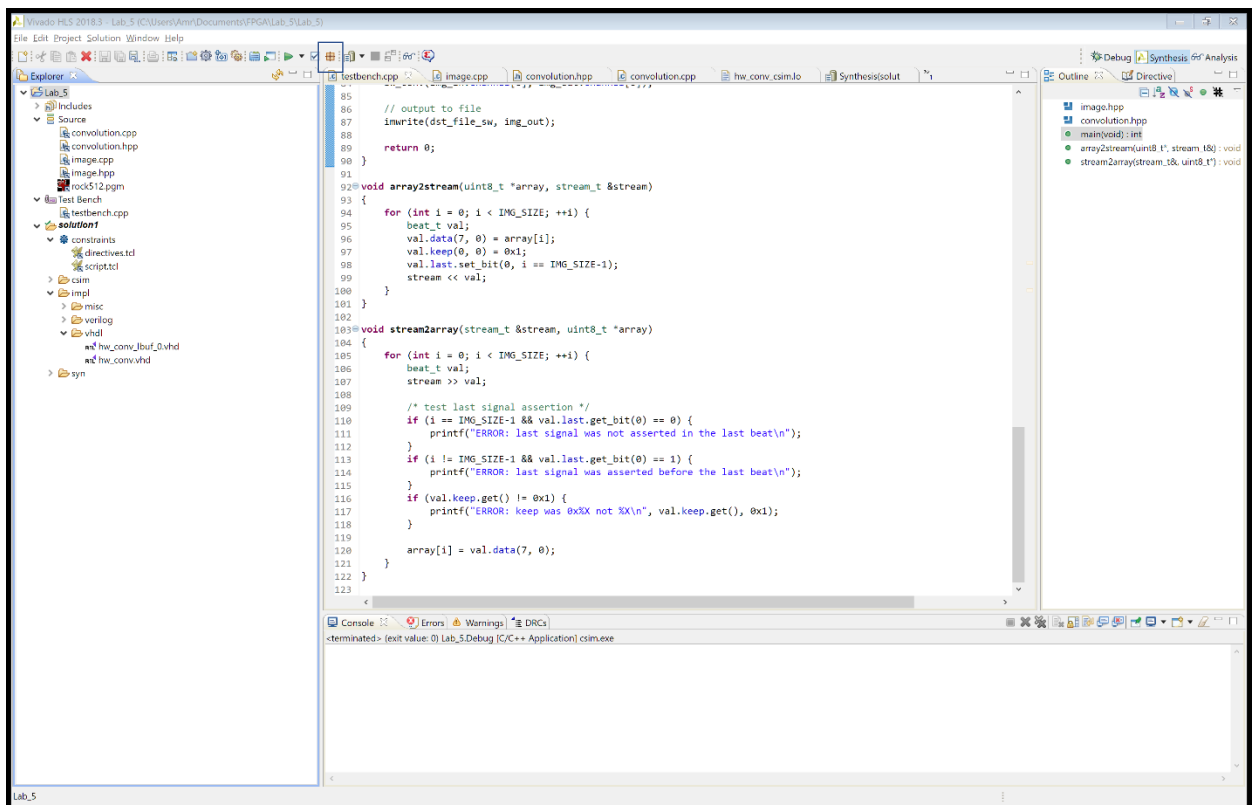 Vivado HLS 2018.3 - Lab_5 (C:\Users\Amr\Documents\FPGA\Lab_5\Lab_5)
File Edit Project Solution Window Help
Debug Synthesis Analysis
Explorer
testbench.cpp image.cpp convolution.hpp convolution.cpp hw_conv_csim.lo Synthesis(solut "1
Outline Directive
Lab_5
Includes
Source
convolution.cpp
convolution.hpp
image.cpp
image.hpp
rock512.pgm
Test Bench
testbench.cpp
solution1
constraints
directives.tcl
script.tcl
csim
impl
misc
verilog
vhdl
hw_conv_lbuf_0.vhd
hw_conv.vhd
syn
85
86 // output to file
87 imwrite(dst_file_sw, img_out);
88
89 return 0;
90 }
91
92 void array2stream(uint8_t *array, stream_t &stream)
93 {
94 for (int i = 0; i < IMG_SIZE; ++i) {
95 beat_t val;
96 val.data(7, 0) = array[i];
97 val.keep(0, 0) = 0x1;
98 val.last.set_bit(0, i == IMG_SIZE-1);
99 stream << val;
100 }
101 }
102
103 void stream2array(stream_t &stream, uint8_t *array)
104 {
105 for (int i = 0; i < IMG_SIZE; ++i) {
106 beat_t val;
107 stream >> val;
108
109 /* test last signal assertion */
110 if (i == IMG_SIZE-1 && val.last.get_bit(0) == 0) {
111 printf("ERROR: last signal was not asserted in the last beat\n");
112 }
113 if (i != IMG_SIZE-1 && val.last.get_bit(0) == 1) {
114 printf("ERROR: last signal was asserted before the last beat\n");
115 }
116 if (val.keep.get() != 0x1) {
117 printf("ERROR: keep was 0x%X not %X\n", val.keep.get(), 0x1);
118 }
119
120 array[i] = val.data(7, 0);
121 }
122 }
123
image.hpp
convolution.hpp
main(void) : int
array2stream(uint8_t*, stream_t&) : void
stream2array(stream_t&, uint8_t*) : void
Console Errors Warnings DRCs
<terminated> (exit value: 0) Lab_5.Debug [C/C++ Application] csim.exe
Lab_5